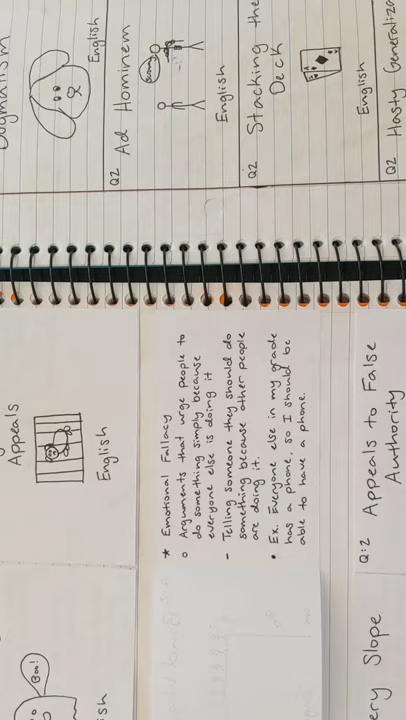 Boo!
ish
ery Slope
Appeals
English
* Emotional Fallacy
o Arguments that urge people to
do something simply because
everyone else is doing it
- Telling someone they should do
something because other people
are doing it.
• Ex. Everyone else in my grade
has a phone, so I should be
able to have a phone.
Q:2 Appeals to False
Authority
Dogmatism
English
Q2 Ad Hominem
English
Q2 Stacking the
Deck
English
Q2 Hasty Generaliza